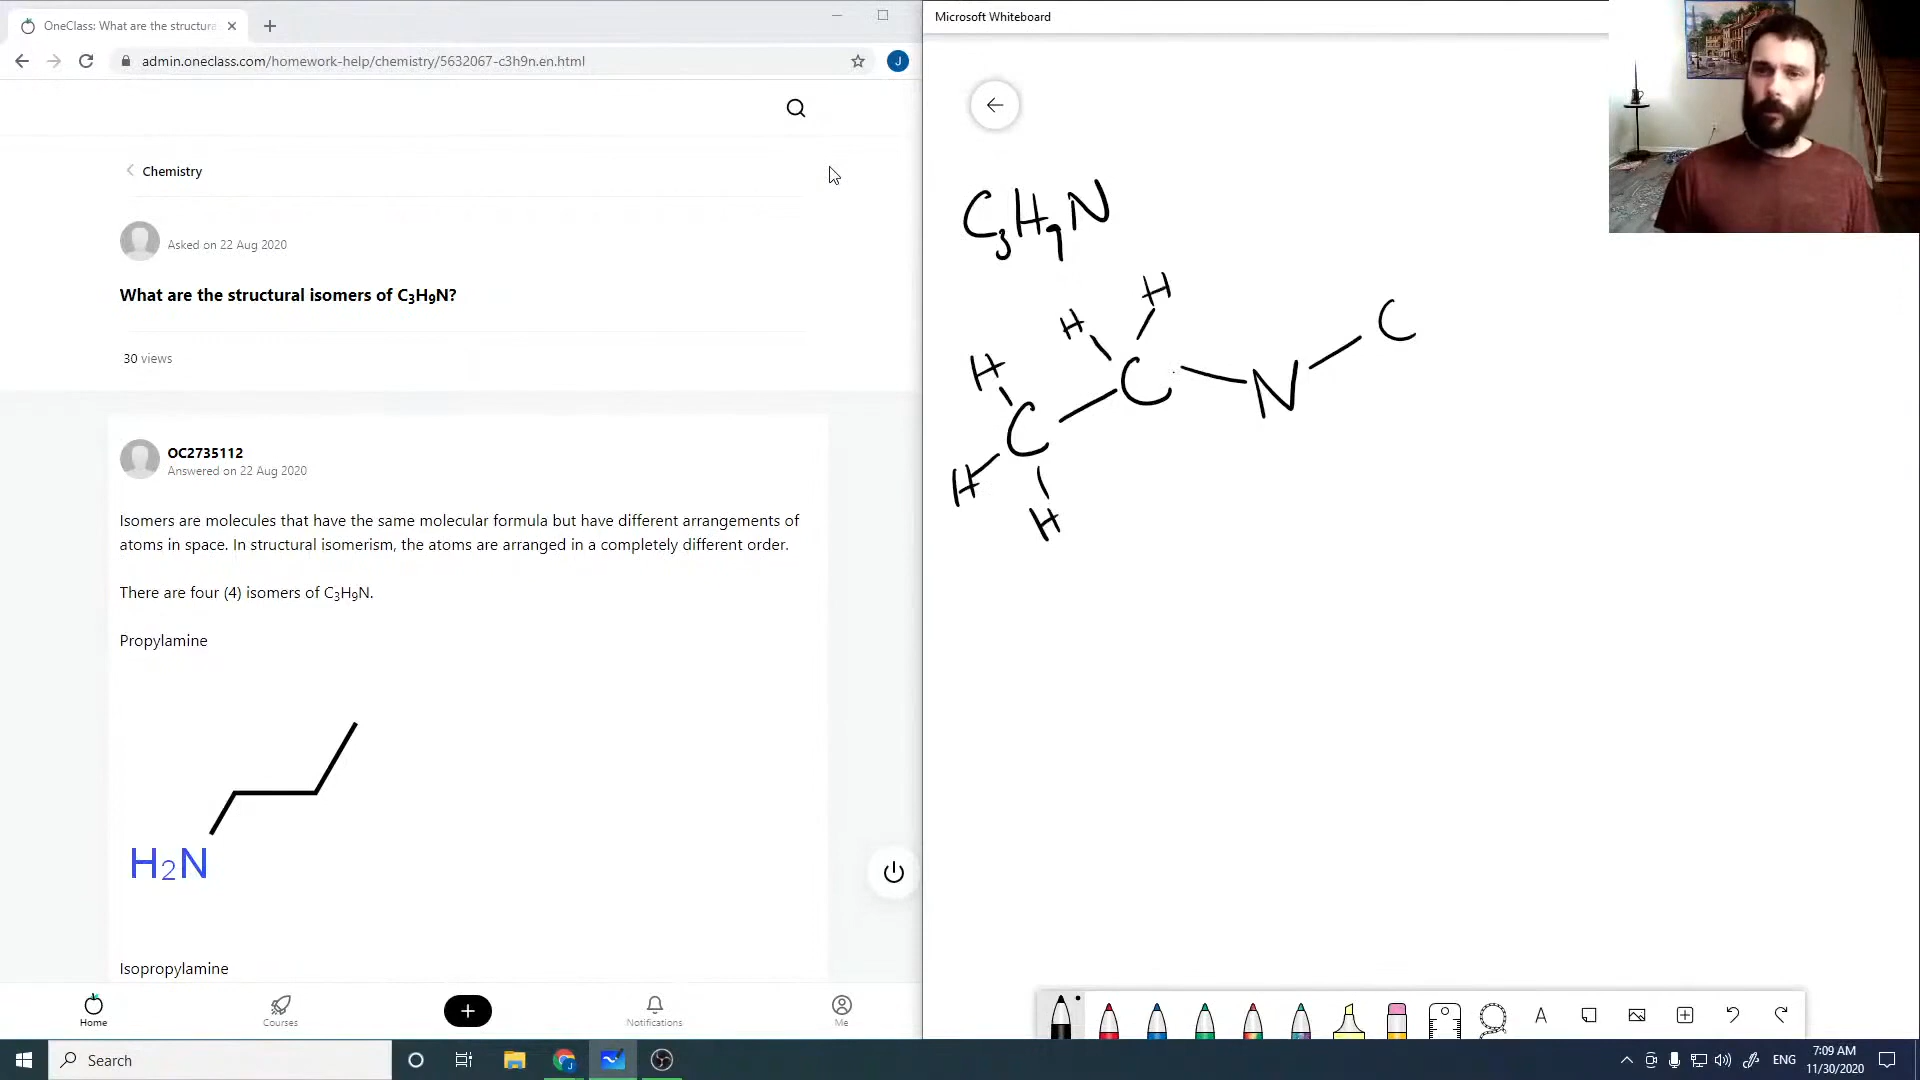 OneClass: What are the structura
admin.oneclass.com/homework-help/chemistry/5632067-c3h9n.en.html
J
Chemistry
Asked on 22 Aug 2020
What are the structural isomers of C₃H₉N?
30 views
OC2735112
Answered on 22 Aug 2020
Isomers are molecules that have the same molecular formula but have different arrangements of
atoms in space. In structural isomerism, the atoms are arranged in a completely different order.
There are four (4) isomers of C₃H₉N.
Propylamine
H₂N
Isopropylamine
Home
Courses
Notifications
Me
Microsoft Whiteboard
C₃H₉N
H
H
C
H
C
N
H
C
H
H
A
Search
ENG
7:09 AM
11/30/2020